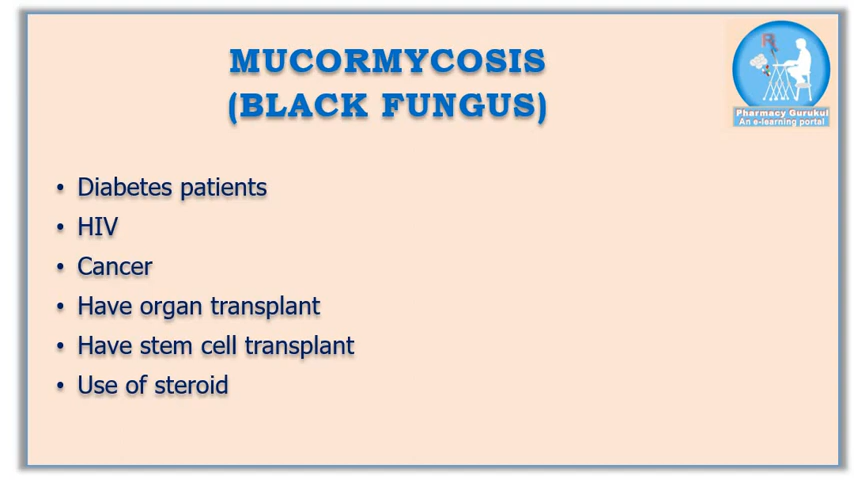 MUCORMYCOSIS
(BLACK FUNGUS)
Pharmacy Gurukul
An e-learning portal
• Diabetes patients
• HIV
• Cancer
• Have organ transplant
• Have stem cell transplant
• Use of steroid